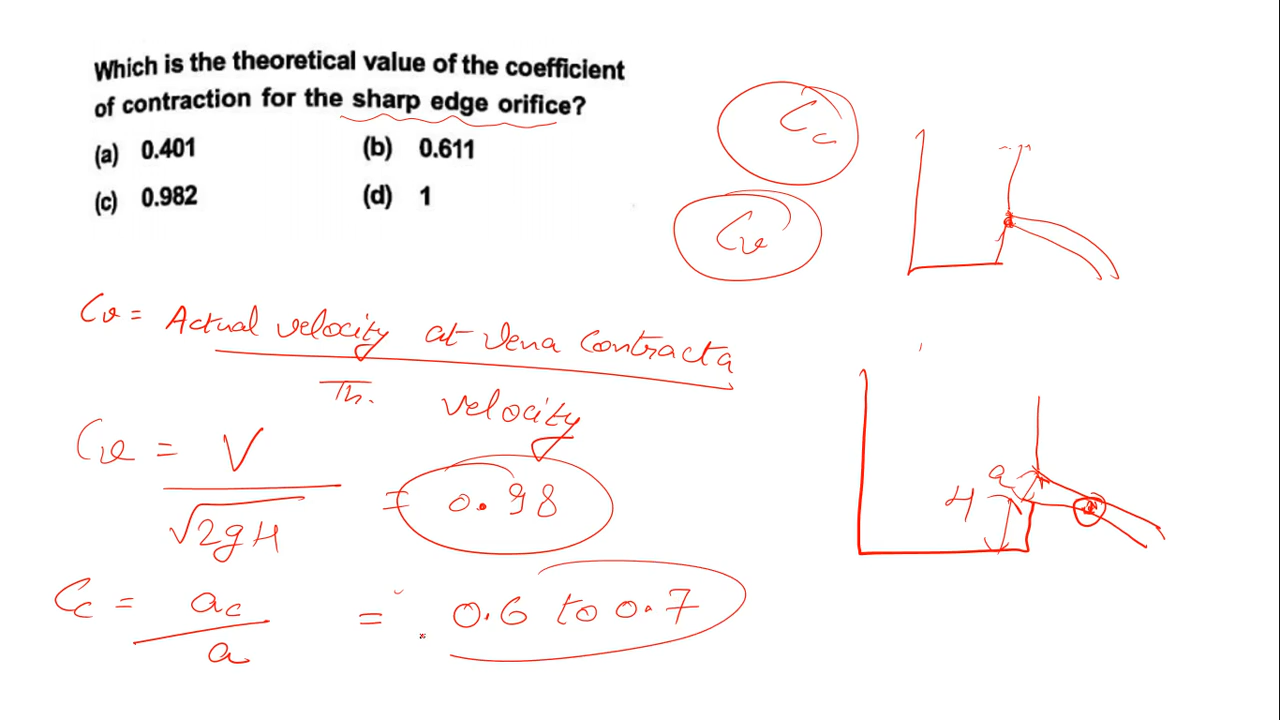 Which is the theoretical value of the coefficient
of contraction for the sharp edge orifice?
(a) 0.401 (b) 0.611
(c) 0.982 (d) 1
Cc
Cv
Cv = Actual velocity at Vena Contracta
Th. velocity
Cv = V
√2gH
= 0.98
Cc = ac
a
= 0.6 to 0.7
a
H